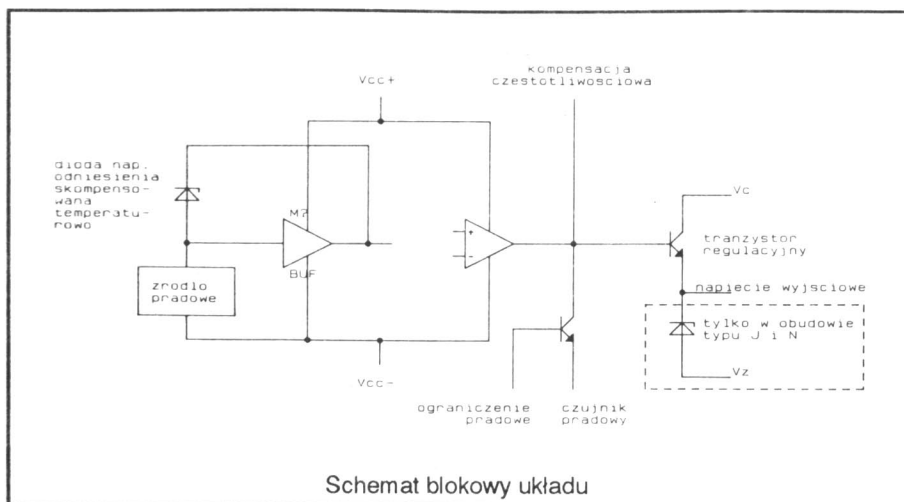 kompensacja
czestotliwosciowa
Vcc+
dioda nap.
odniesienia
skompenso-
wana
temperatu-
rowo
M?
BUF
zrodlo
pradowe
+
-
Vc
tranzystor
regulacyjny
napiecie wyjsciowe
tylko w obudowie
typu J i N
Vz
Vcc-
ograniczenie
pradowe
czujnik
pradowy
Schemat blokowy układu